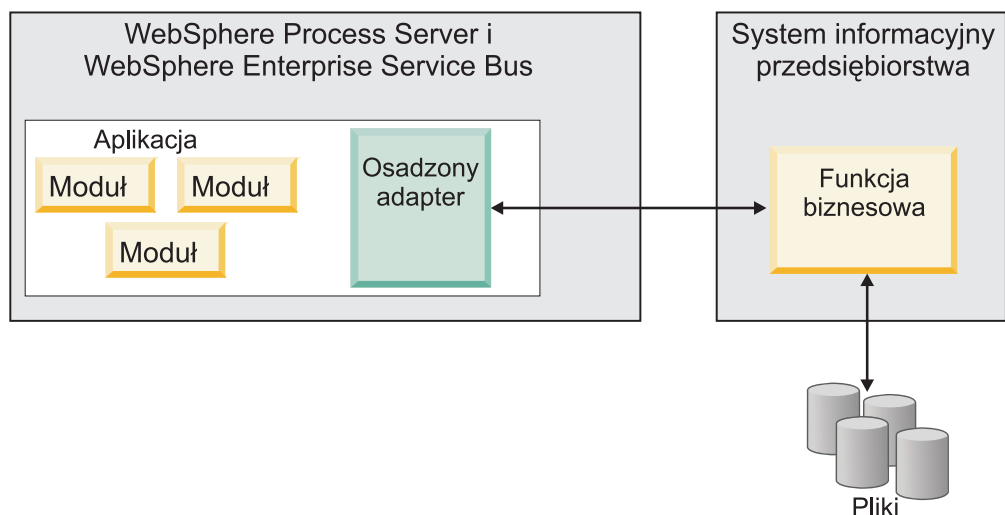 WebSphere Process Server i
WebSphere Enterprise Service Bus
Aplikacja
Moduł
Moduł
Moduł
Osadzony
adapter
System informacyjny
przedsiębiorstwa
Funkcja
biznesowa
Pliki